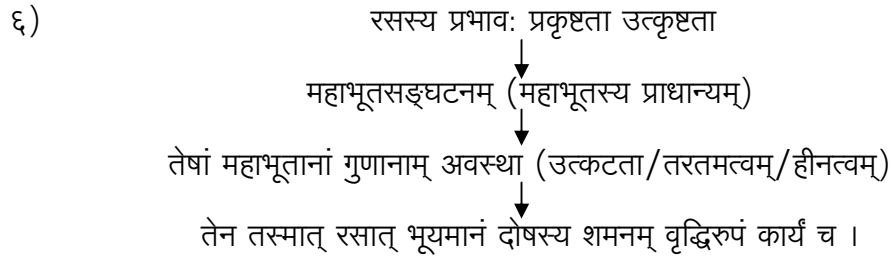 ६) रसस्य प्रभाव: प्रकृष्टता उत्कृष्टता
महाभूतसङ्घटनम् (महाभूतस्य प्राधान्यम्)
तेषां महाभूतानां गुणानाम् अवस्था (उत्कटता/तरतमत्वम्/हीनत्वम्)
तेन तस्मात् रसात् भूयमानं दोषस्य शमनम् वृद्धिरुपं कार्यं च ।